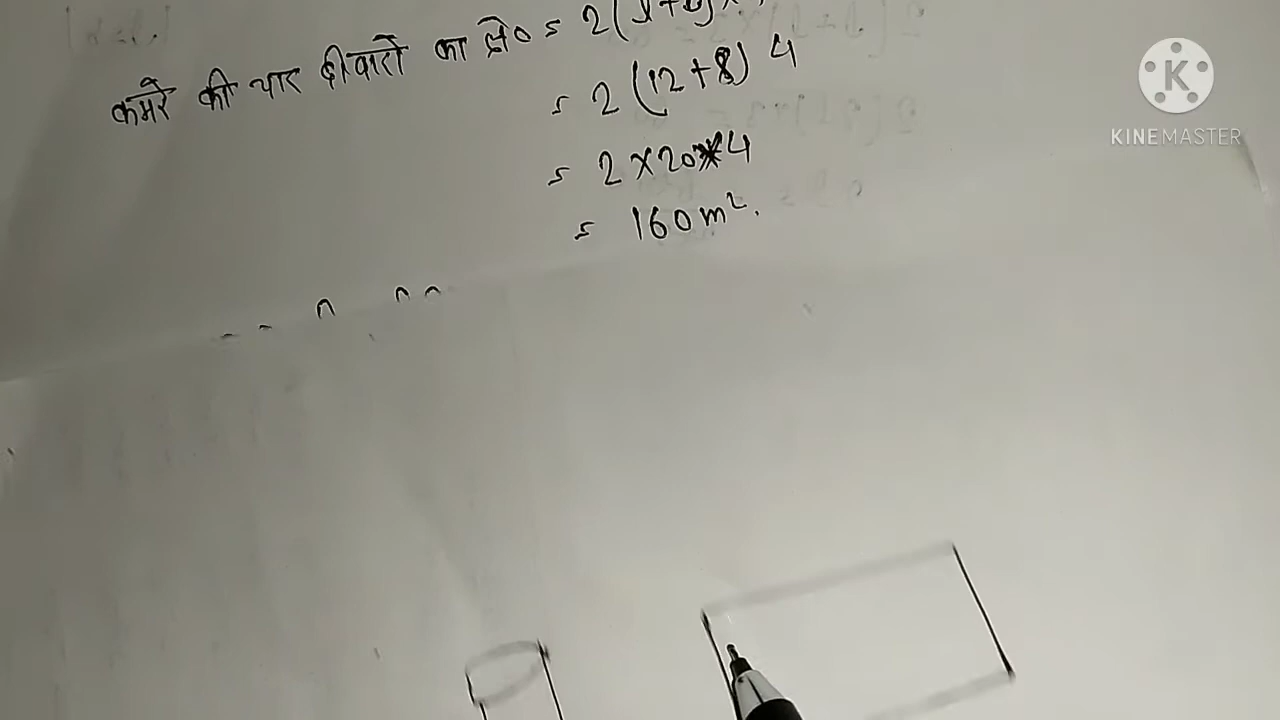 कमरे की चार दीवारों का क्षे० = 2(l+b)×
= 2(12+8) 4
= 2×20×4
= 160 m².
KINEMASTER